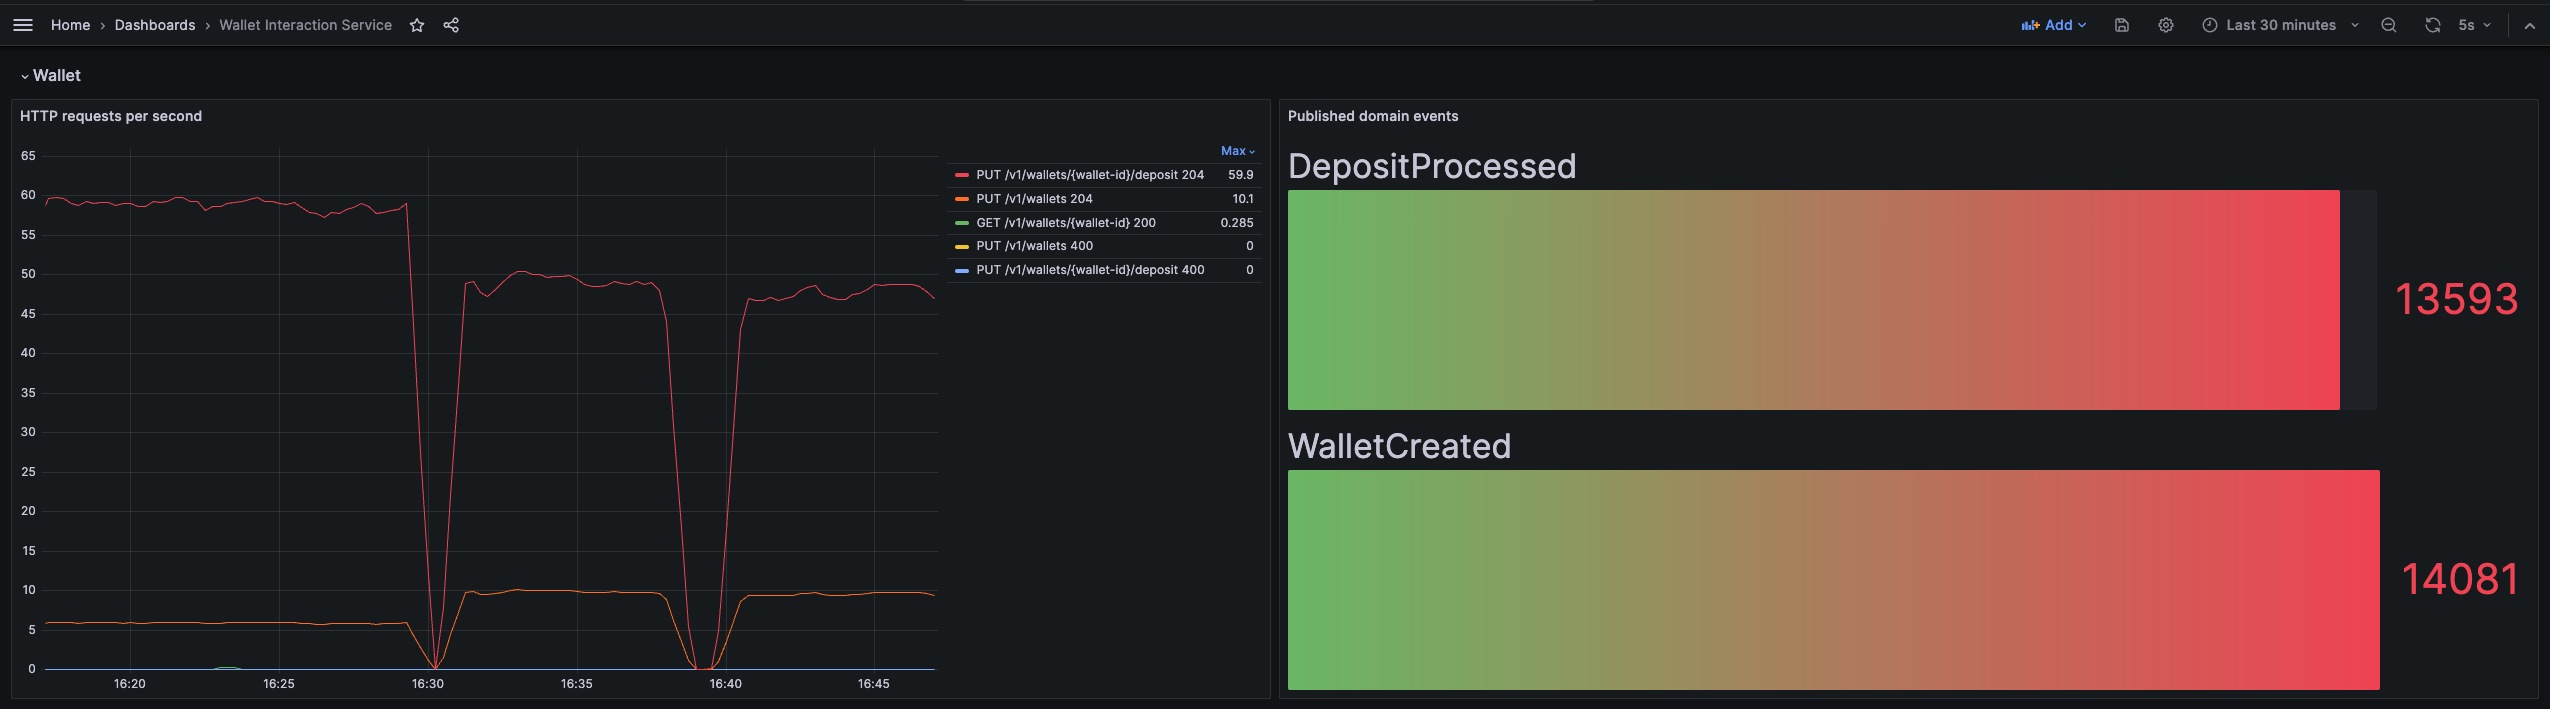 Home › Dashboards › Wallet Interaction Service
Add
Last 30 minutes
5s
Wallet
HTTP requests per second
65
60
55
50
45
40
35
30
25
20
15
10
5
0
16:20 16:25 16:30 16:35 16:40 16:45
Max
PUT /v1/wallets/{wallet-id}/deposit 204 59.9
PUT /v1/wallets 204 10.1
GET /v1/wallets/{wallet-id} 200 0.285
PUT /v1/wallets 400 0
PUT /v1/wallets/{wallet-id}/deposit 400 0
Published domain events
DepositProcessed
13593
WalletCreated
14081